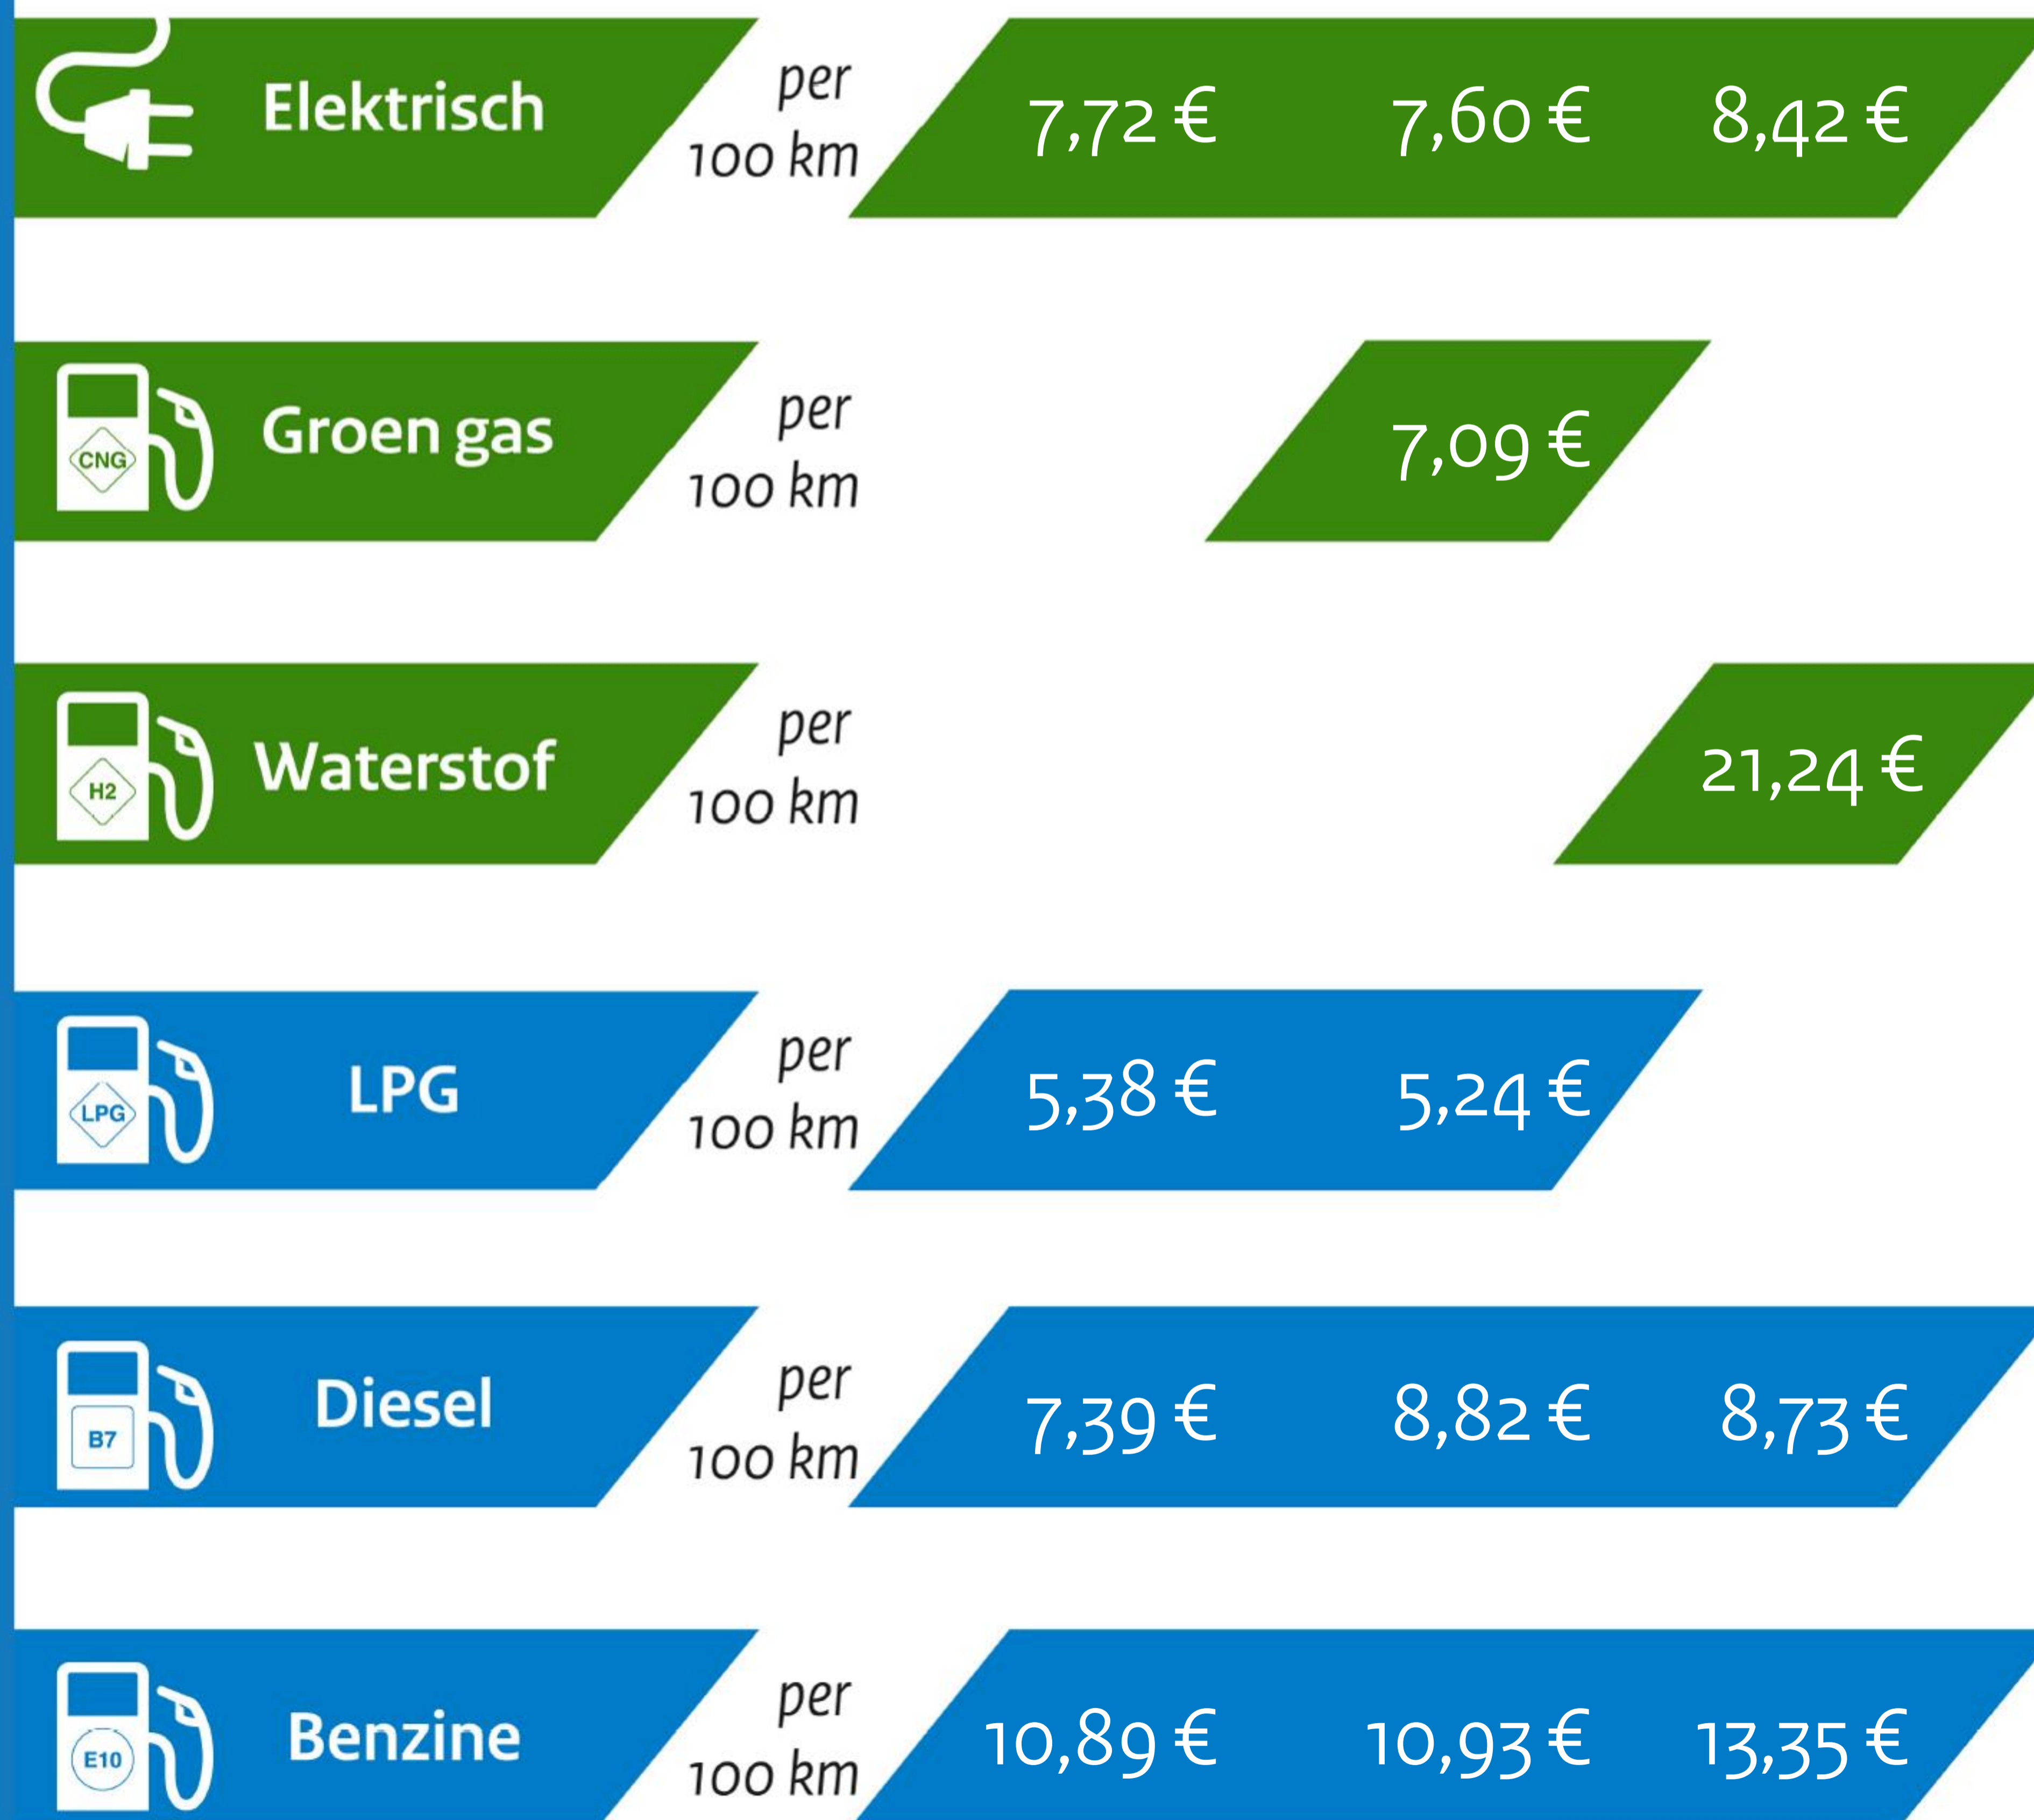 Elektrisch
per
100 km
7,72 € 7,60 € 8,42 €
CNG
Groen gas
per
100 km
7,09 €
H2
Waterstof
per
100 km
21,24 €
LPG
LPG
per
100 km
5,38 € 5,24 €
B7
Diesel
per
100 km
7,39 € 8,82 € 8,73 €
E10
Benzine
per
100 km
10,89 € 10,93 € 13,35 €